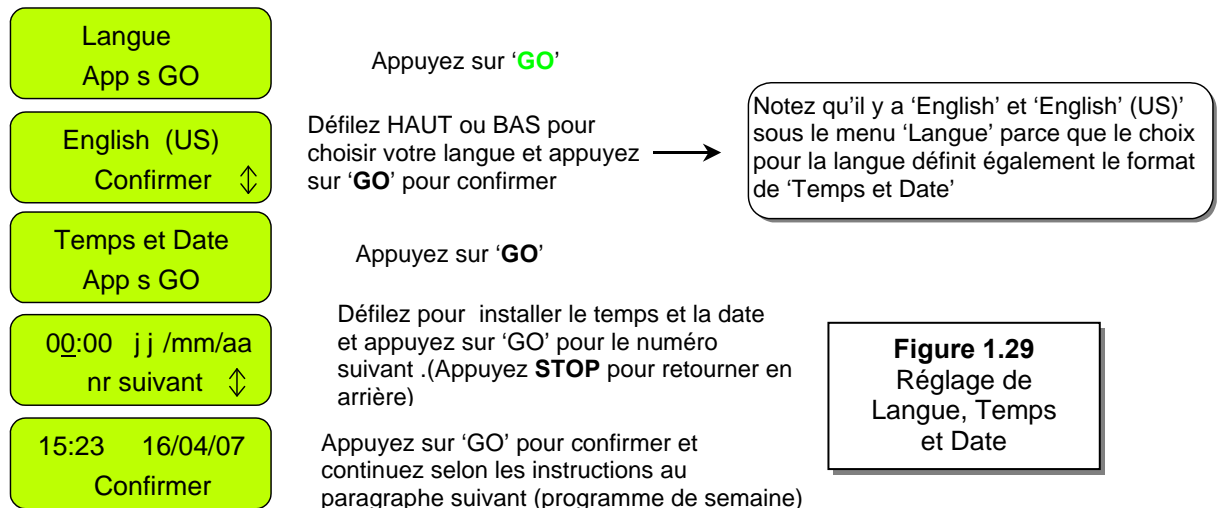 Langue
App s GO
Appuyez sur ‘GO’
English (US)
Confirmer ↕
Défilez HAUT ou BAS pour
choisir votre langue et appuyez
sur ‘GO’ pour confirmer
Notez qu'il y a ‘English’ et ‘English’ (US)’
sous le menu ‘Langue’ parce que le choix
pour la langue définit également le format
de ‘Temps et Date’
Temps et Date
App s GO
Appuyez sur ‘GO’
00:00 j j /mm/aa
nr suivant ↕
Défilez pour installer le temps et la date
et appuyez sur ‘GO’ pour le numéro
suivant .(Appuyez STOP pour retourner en
arrière)
Figure 1.29
Réglage de
Langue, Temps
et Date
15:23 16/04/07
Confirmer
Appuyez sur ‘GO’ pour confirmer et
continuez selon les instructions au
paragraphe suivant (programme de semaine)